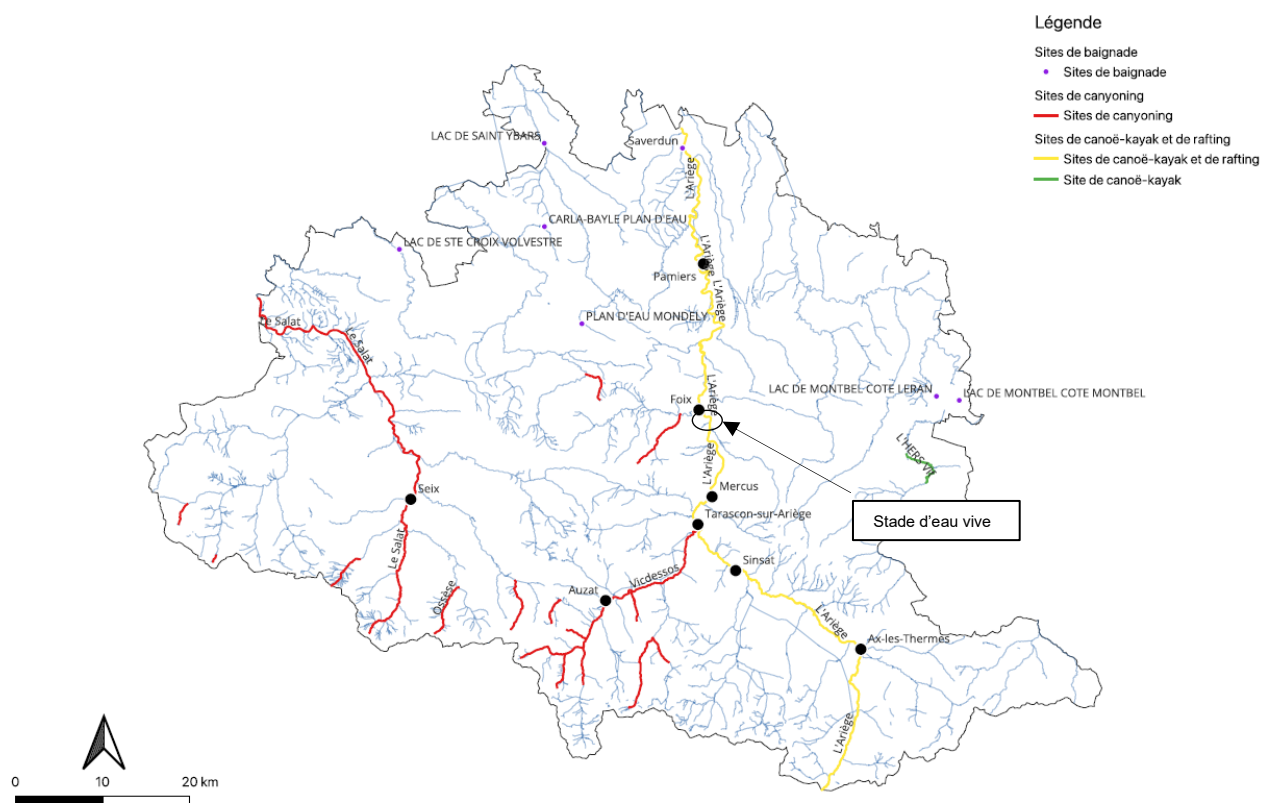 Légende
Sites de baignade
Sites de baignade
Sites de canyoning
Sites de canyoning
Sites de canoë-kayak et de rafting
Sites de canoë-kayak et de rafting
Site de canoë-kayak
LAC DE SAINT YBARS
Saverdun
L'Ariège
CARLA-BAYLE PLAN D'EAU
LAC DE STE CROIX VOLVESTRE
L'Ariège
Pamiers
L'Ariège
Le Salat
PLAN D'EAU MONDELY
Le Salat
LAC DE MONTBEL COTE LERAN
LAC DE MONTBEL COTE MONTBEL
Foix
L'Ariège
L'HERS VIF
L'Ariège
Mercus
Seix
Tarascon-sur-Ariège
Stade d'eau vive
Le Salat
Sinsat
Vicdessos
Auzat
Ossèse
L'Ariège
Ax-les-Thermes
L'Ariège
0 10 20 km